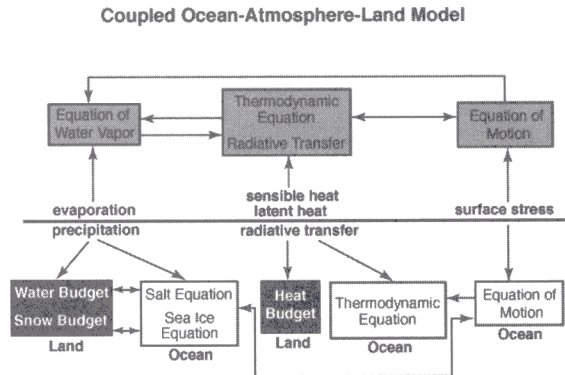 Coupled Ocean-Atmosphere-Land Model
Equation of
Water Vapor
Thermodynamic
Equation
Radiative Transfer
Equation of
Motion
evaporation
precipitation
sensible heat
latent heat
radiative transfer
surface stress
Water Budget
Snow Budget
Land
Salt Equation
Sea Ice
Equation
Ocean
Heat
Budget
Land
Thermodynamic
Equation
Ocean
Equation of
Motion
Ocean